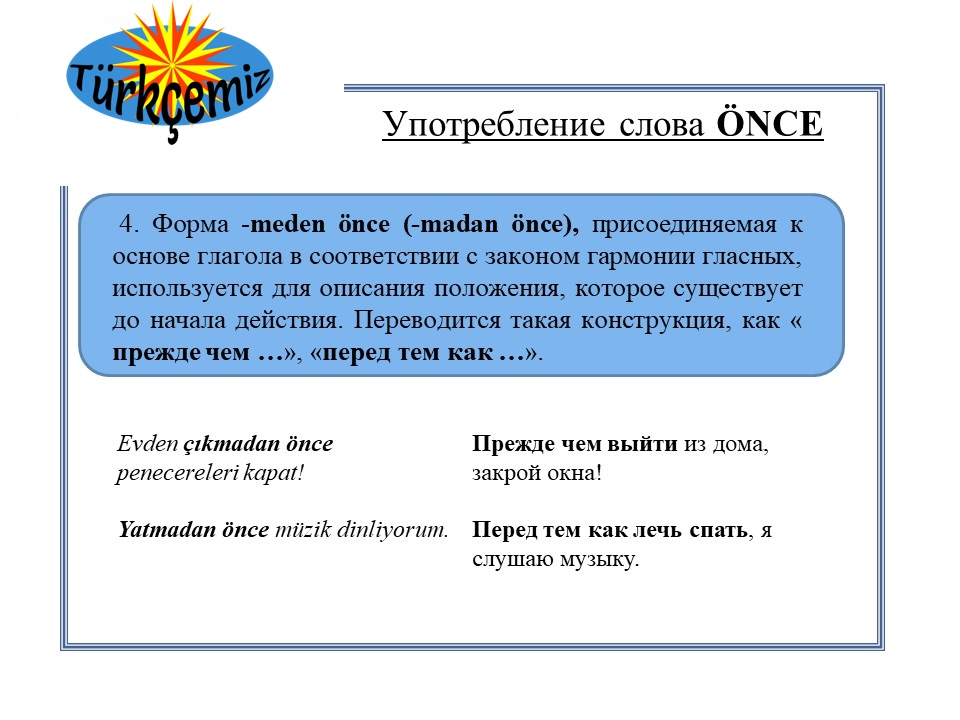 Türkçemiz
Употребление слова ÖNCE
4. Форма -meden önce (-madan önce), присоединяемая к
основе глагола в соответствии с законом гармонии гласных,
используется для описания положения, которое существует
до начала действия. Переводится такая конструкция, как «
прежде чем …», «перед тем как …».
Evden çıkmadan önce
penecereleri kapat!
Yatmadan önce müzik dinliyorum.
Прежде чем выйти из дома,
закрой окна!
Перед тем как лечь спать, я
слушаю музыку.